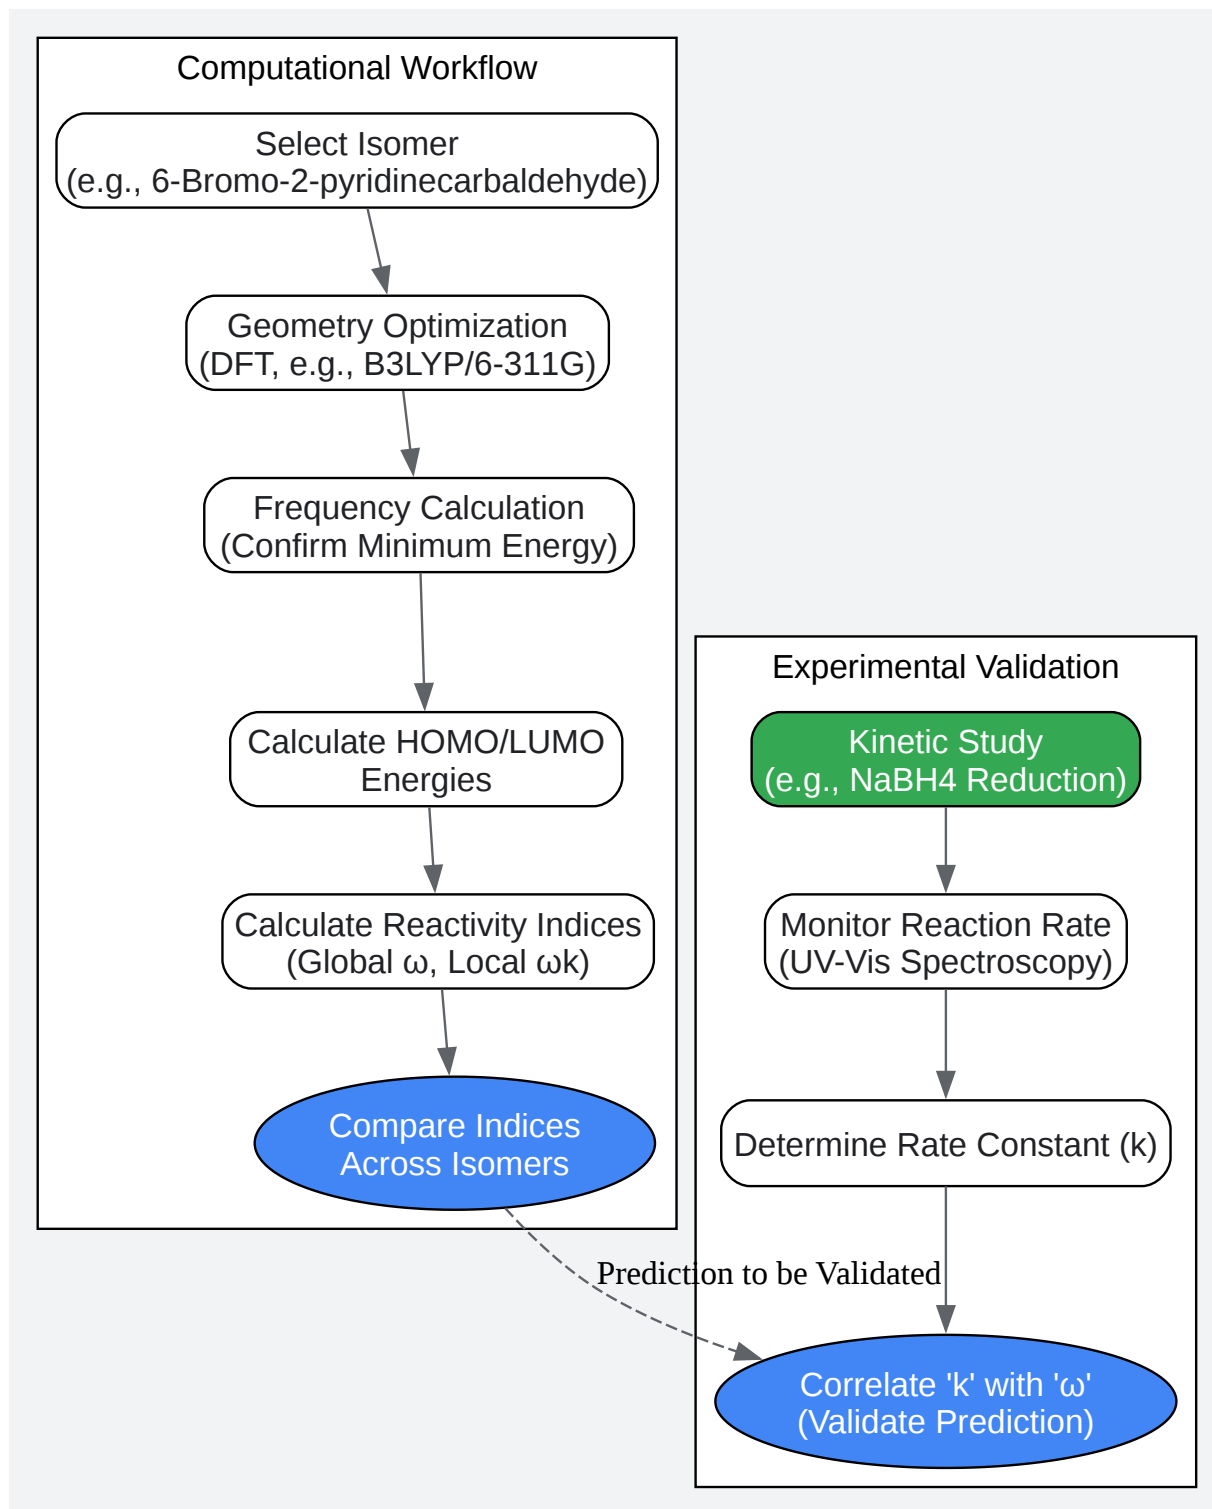 Computational Workflow
Select Isomer
(e.g., 6-Bromo-2-pyridinecarbaldehyde)
Geometry Optimization
(DFT, e.g., B3LYP/6-311G)
Frequency Calculation
(Confirm Minimum Energy)
Calculate HOMO/LUMO
Energies
Calculate Reactivity Indices
(Global ω, Local ωk)
Compare Indices
Across Isomers
Experimental Validation
Kinetic Study
(e.g., NaBH4 Reduction)
Monitor Reaction Rate
(UV-Vis Spectroscopy)
Determine Rate Constant (k)
Prediction to be Validated
Correlate 'k' with 'ω'
(Validate Prediction)